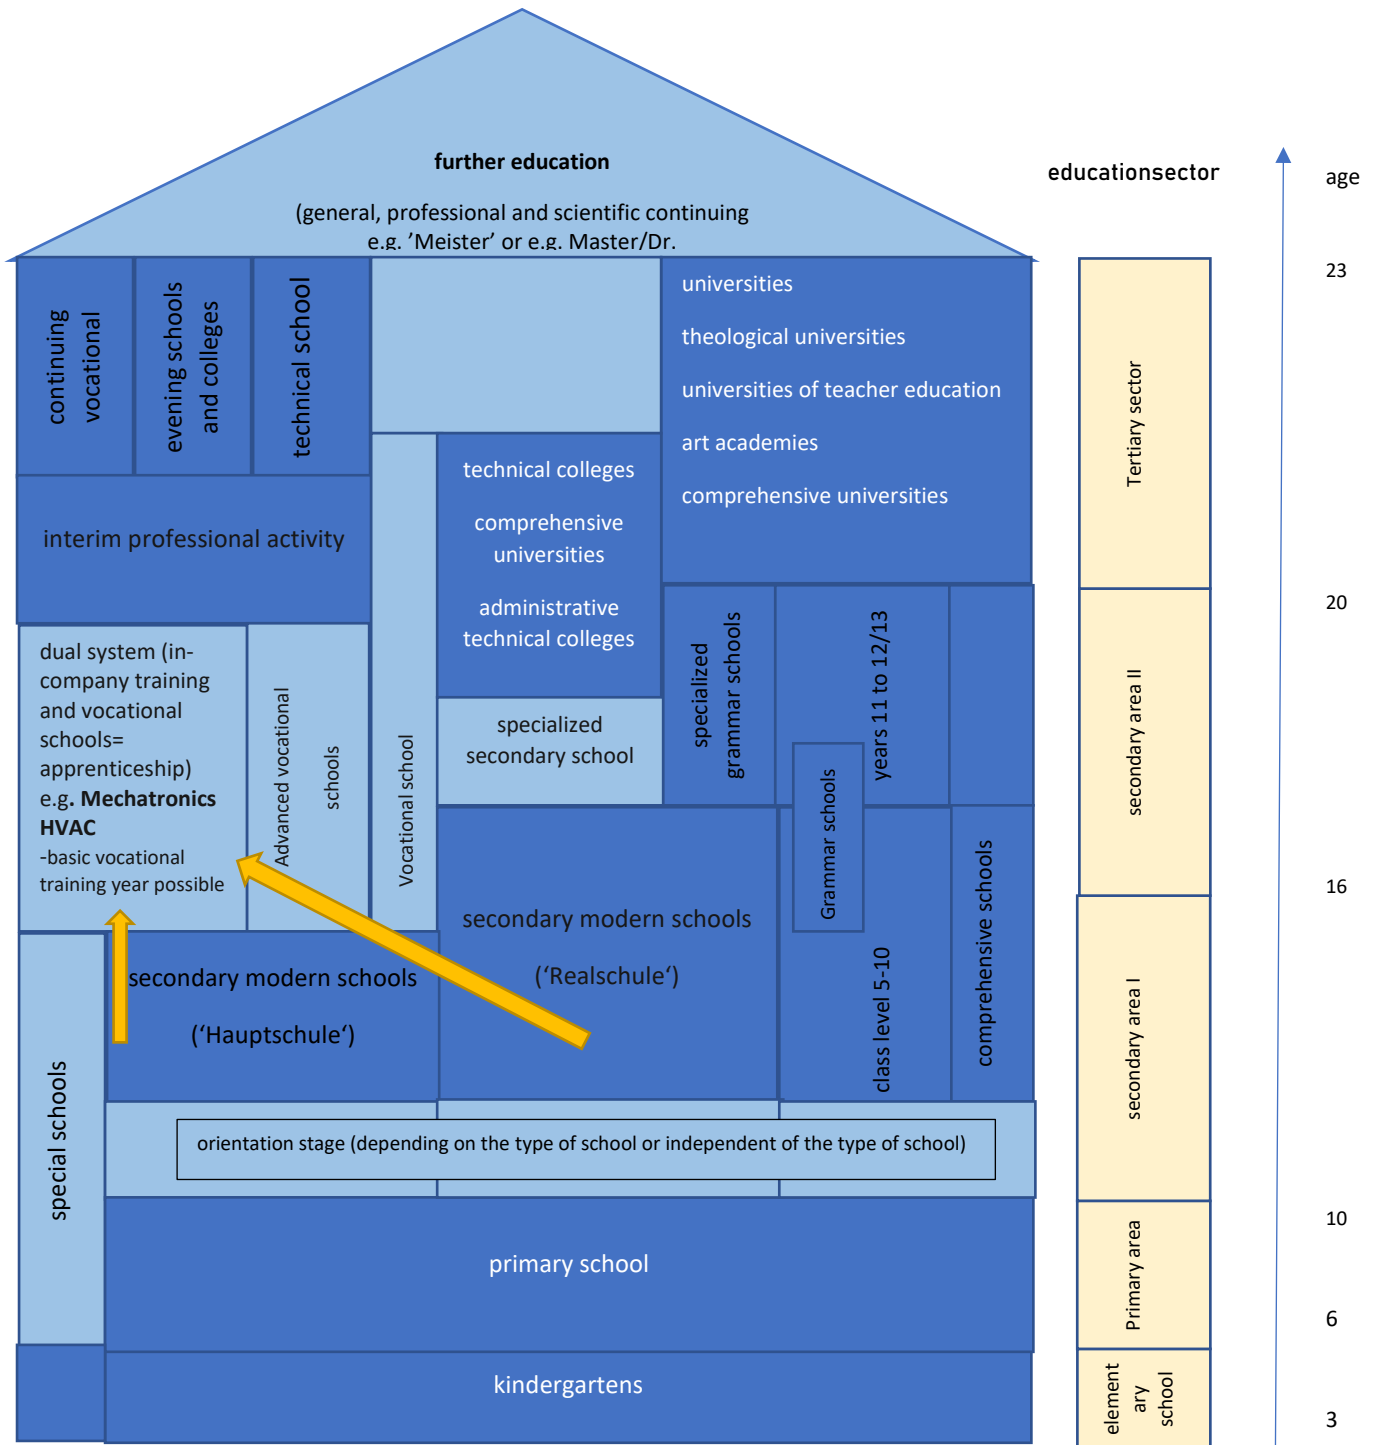 further education
(general, professional and scientific continuing
e.g. 'Meister' or e.g. Master/Dr.
educationsector
age
23
20
16
10
6
3
continuing
vocational
evening schools
and colleges
technical school
universities
theological universities
universities of teacher education
art academies
comprehensive universities
technical colleges
comprehensive
universities
administrative
technical colleges
interim professional activity
dual system (in-
company training
and vocational
schools=
apprenticeship)
e.g. Mechatronics
HVAC
-basic vocational
training year possible
Advanced vocational
schools
Vocational school
specialized
secondary school
specialized
grammar schools
years 11 to 12/13
Grammar schools
class level 5-10
comprehensive schools
secondary modern schools
(‘Realschule’)
secondary modern schools
(‘Hauptschule‘)
special schools
orientation stage (depending on the type of school or independent of the type of school)
primary school
kindergartens
Tertiary sector
secondary area II
secondary area I
Primary area
element
ary
school